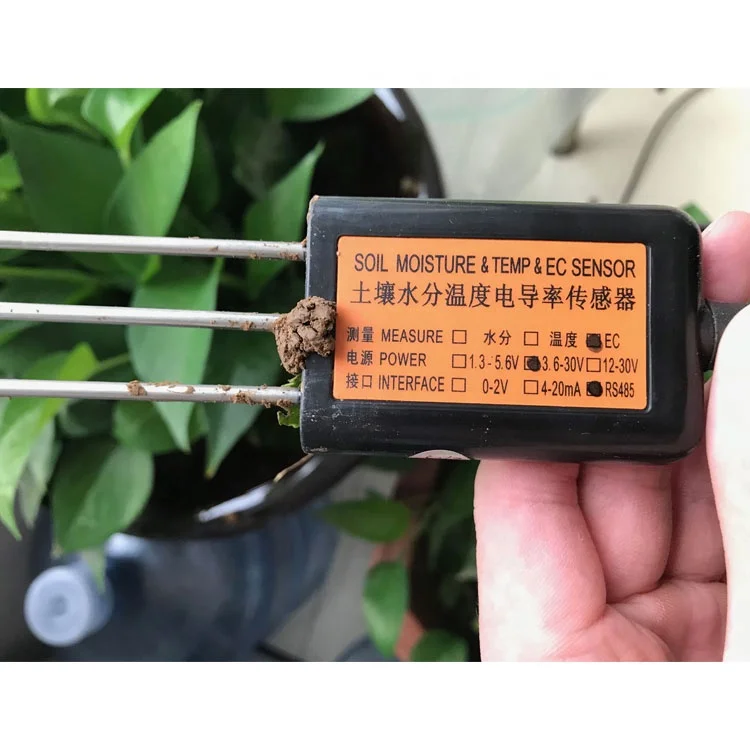 SOIL MOISTURE & TEMP & EC SENSOR
土壤水分温度电导率传感器
测量 MEASURE □ 水分 □ 温度 ■ EC
电源 POWER □ 1.3-5.6V ■ 3.6-30V □ 12-30V
接口 INTERFACE □ 0-2V □ 4-20mA ■ RS485